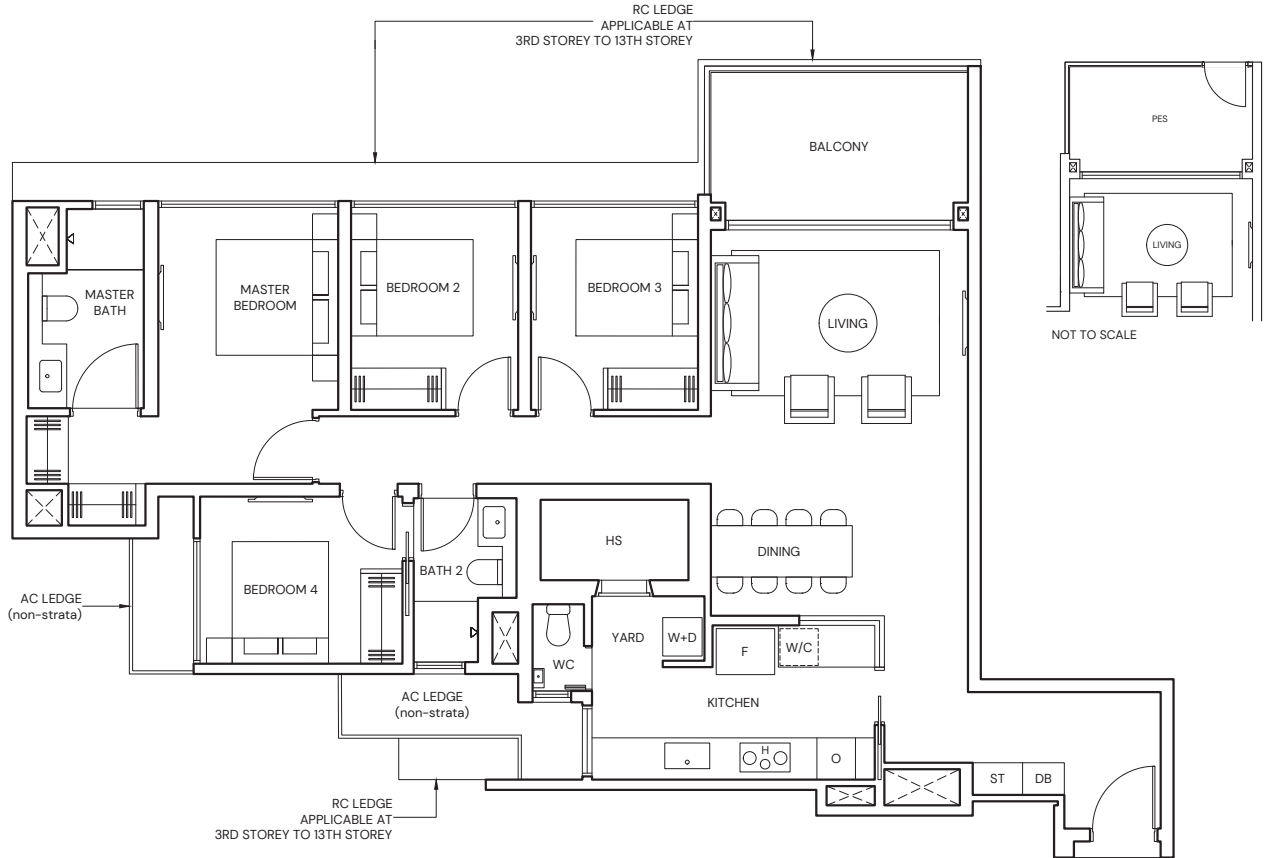 RC LEDGE
APPLICABLE AT
3RD STOREY TO 13TH STOREY
BALCONY
PES
LIVING
NOT TO SCALE
MASTER
BATH
MASTER
BEDROOM
BEDROOM 2
BEDROOM 3
LIVING
HS
DINING
BATH 2
BEDROOM 4
AC LEDGE
(non-strata)
YARD
W+D
F
W/C
WC
AC LEDGE
(non-strata)
KITCHEN
H
O
ST
DB
RC LEDGE
APPLICABLE AT
3RD STOREY TO 13TH STOREY